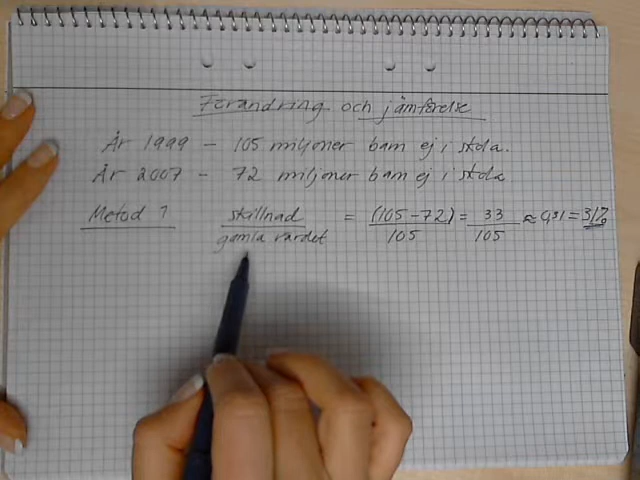 Förändring och jämförelse
År 1999 - 105 miljoner barn ej i skola.
År 2007 - 72 miljoner barn ej i skola
Metod 1 skillnad / gamla värdet = (105-72) / 105 = 33 / 105 ≈ 0,31 = 31%